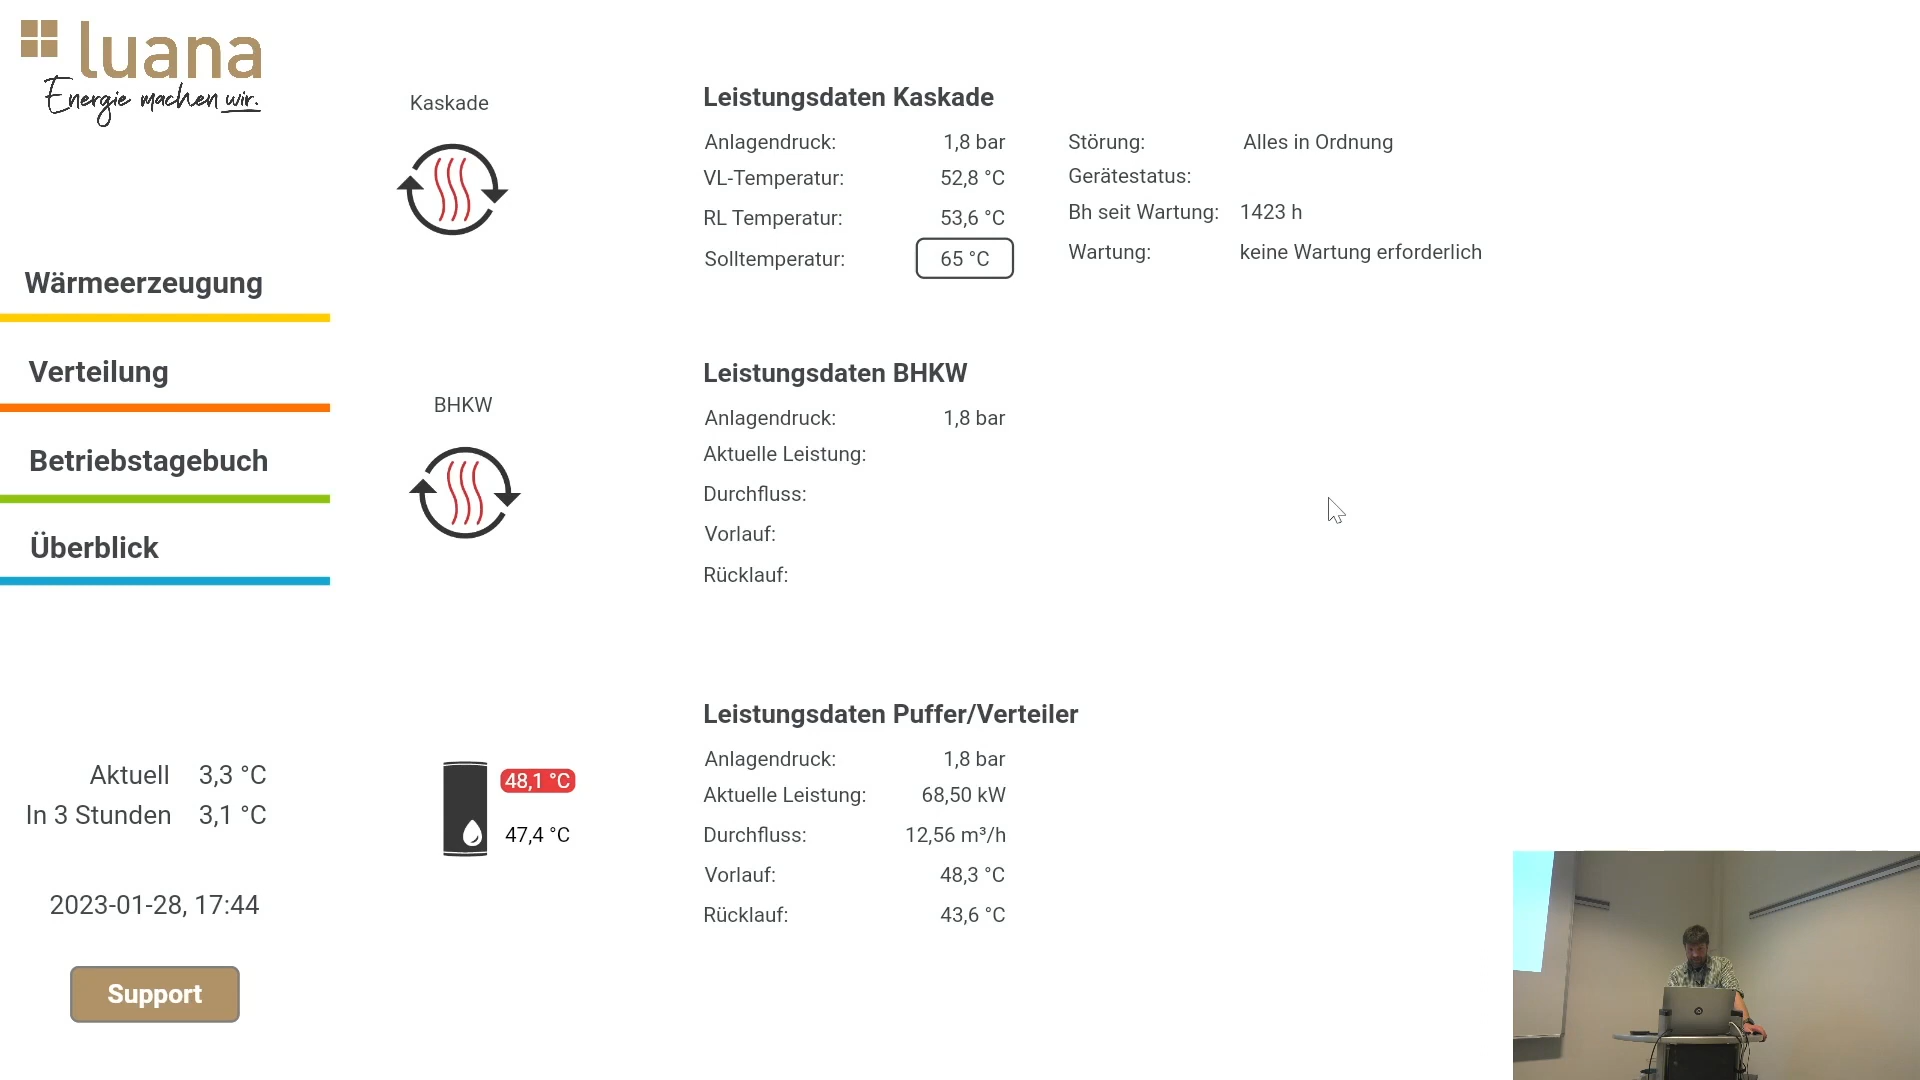 luana
Energie machen wir.
Wärmeerzeugung
Verteilung
Betriebstagebuch
Überblick
Aktuell 3,3 °C
In 3 Stunden 3,1 °C
2023-01-28, 17:44
Support
Kaskade
Leistungsdaten Kaskade
Anlagendruck: 1,8 bar
VL-Temperatur: 52,8 °C
RL Temperatur: 53,6 °C
Solltemperatur: 65 °C
Störung: Alles in Ordnung
Gerätestatus:
Bh seit Wartung: 1423 h
Wartung: keine Wartung erforderlich
BHKW
Leistungsdaten BHKW
Anlagendruck: 1,8 bar
Aktuelle Leistung:
Durchfluss:
Vorlauf:
Rücklauf:
48,1 °C
47,4 °C
Leistungsdaten Puffer/Verteiler
Anlagendruck: 1,8 bar
Aktuelle Leistung: 68,50 kW
Durchfluss: 12,56 m³/h
Vorlauf: 48,3 °C
Rücklauf: 43,6 °C